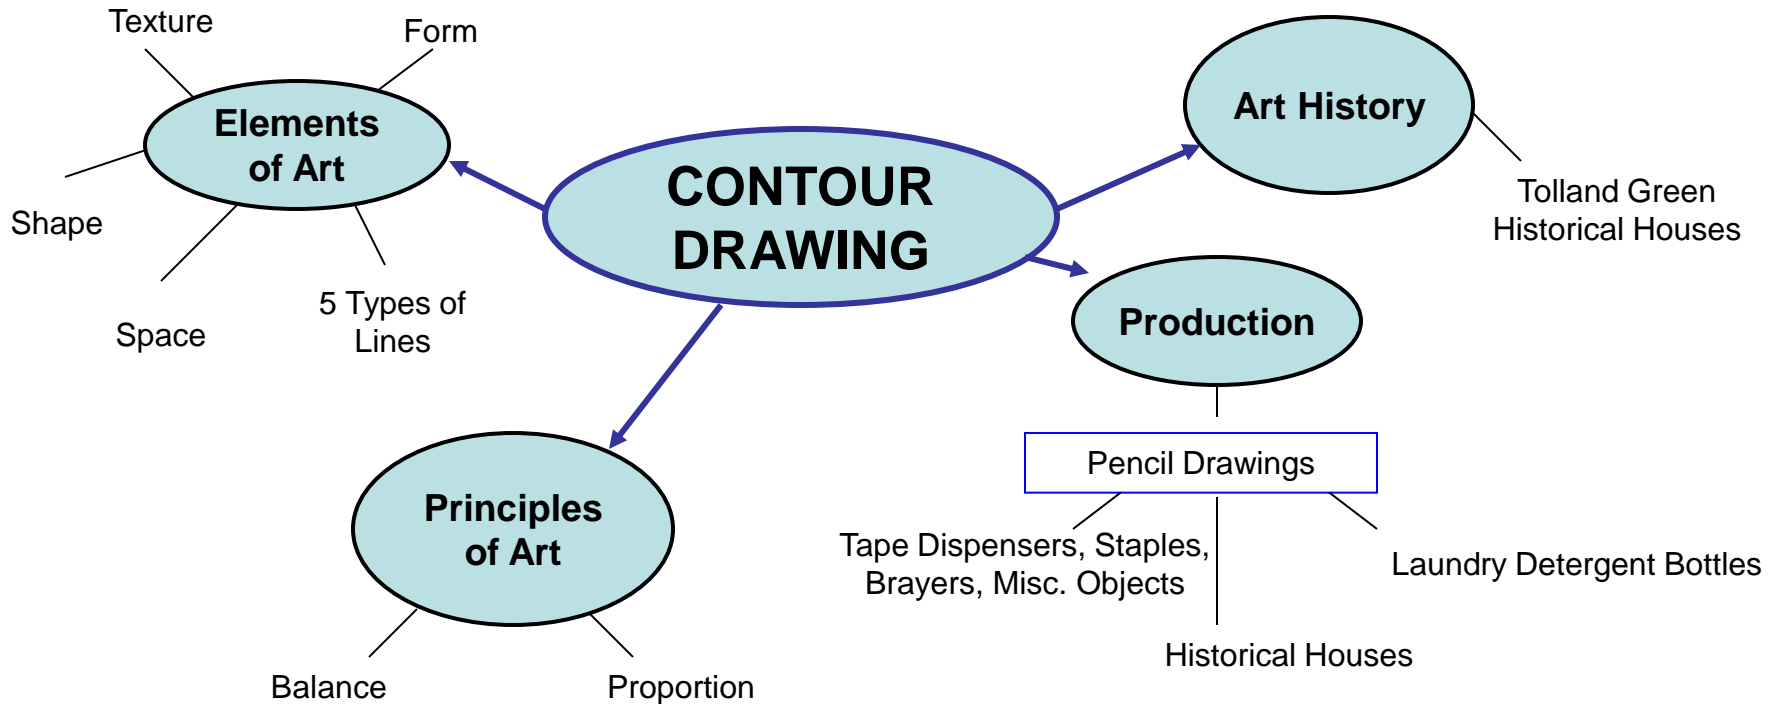 Texture
Form
Elements
of Art
Shape
Space
5 Types of
Lines
CONTOUR
DRAWING
Art History
Tolland Green
Historical Houses
Production
Pencil Drawings
Tape Dispensers, Staples,
Brayers, Misc. Objects
Laundry Detergent Bottles
Historical Houses
Principles
of Art
Balance
Proportion